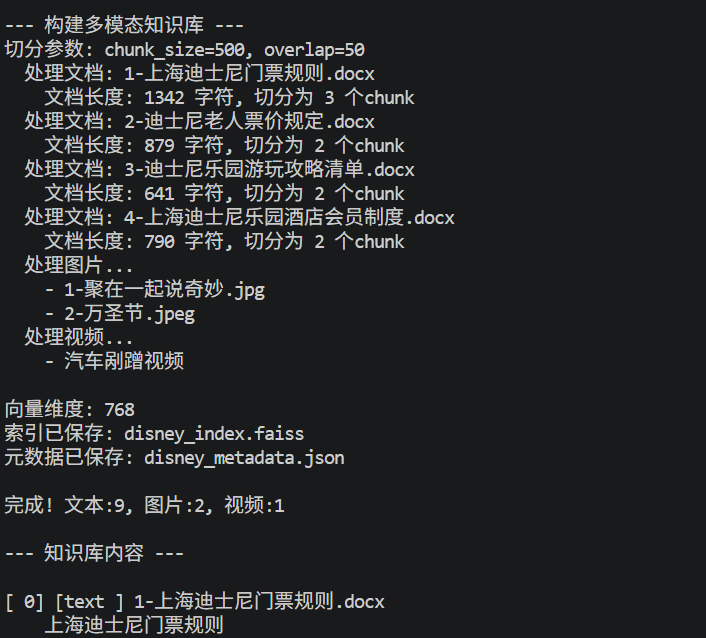 --- 构建多模态知识库 ---
切分参数: chunk_size=500, overlap=50
处理文档: 1-上海迪士尼门票规则.docx
文档长度: 1342 字符, 切分为 3 个chunk
处理文档: 2-迪士尼老人票价规定.docx
文档长度: 879 字符, 切分为 2 个chunk
处理文档: 3-迪士尼乐园游玩攻略清单.docx
文档长度: 641 字符, 切分为 2 个chunk
处理文档: 4-上海迪士尼乐园酒店会员制度.docx
文档长度: 790 字符, 切分为 2 个chunk
处理图片...
- 1-聚在一起说奇妙.jpg
- 2-万圣节.jpeg
处理视频...
- 汽车剐蹭视频
向量维度: 768
索引已保存: disney_index.faiss
元数据已保存: disney_metadata.json
完成! 文本:9, 图片:2, 视频:1
--- 知识库内容 ---
[ 0] [text ] 1-上海迪士尼门票规则.docx
上海迪士尼门票规则